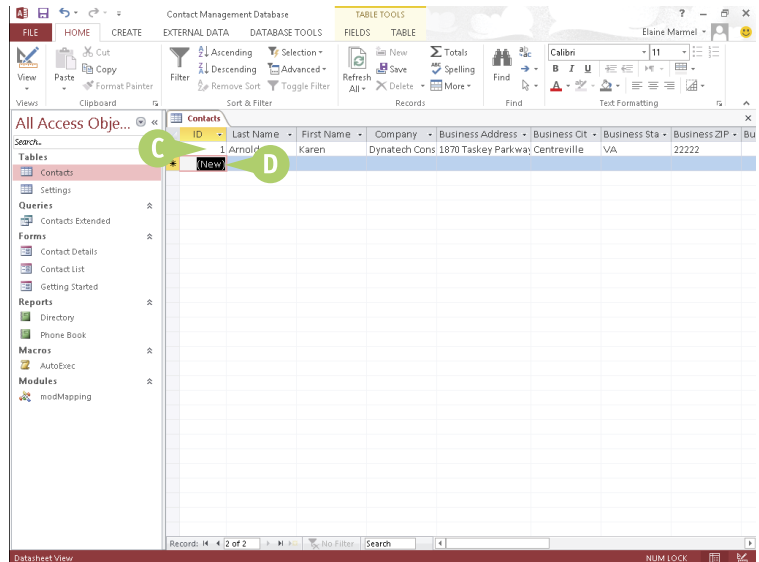 Contact Management Database
TABLE TOOLS
?
FILE HOME CREATE EXTERNAL DATA DATABASE TOOLS FIELDS TABLE
Elaine Marmel
View
Views
Paste
Cut
Copy
Format Painter
Clipboard
Filter
Ascending
Descending
Remove Sort
Selection
Advanced
Toggle Filter
Sort & Filter
Refresh
All
New
Save
Delete
Totals
Spelling
More
Records
Find
Find
Calibri
11
B I U
A
Text Formatting
All Access Obje...
Search..
Tables
Contacts
Settings
Queries
Contacts Extended
Forms
Contact Details
Contact List
Getting Started
Reports
Directory
Phone Book
Macros
AutoExec
Modules
modMapping
Contacts
ID Last Name First Name Company Business Address Business Cit Business Sta Business ZIP Bu
1 Arnold Karen Dynatech Cons 1870 Taskey Parkway Centreville VA 22222
(New)
C
D
Record: 2 of 2 No Filter Search
Datasheet View
NUM LOCK